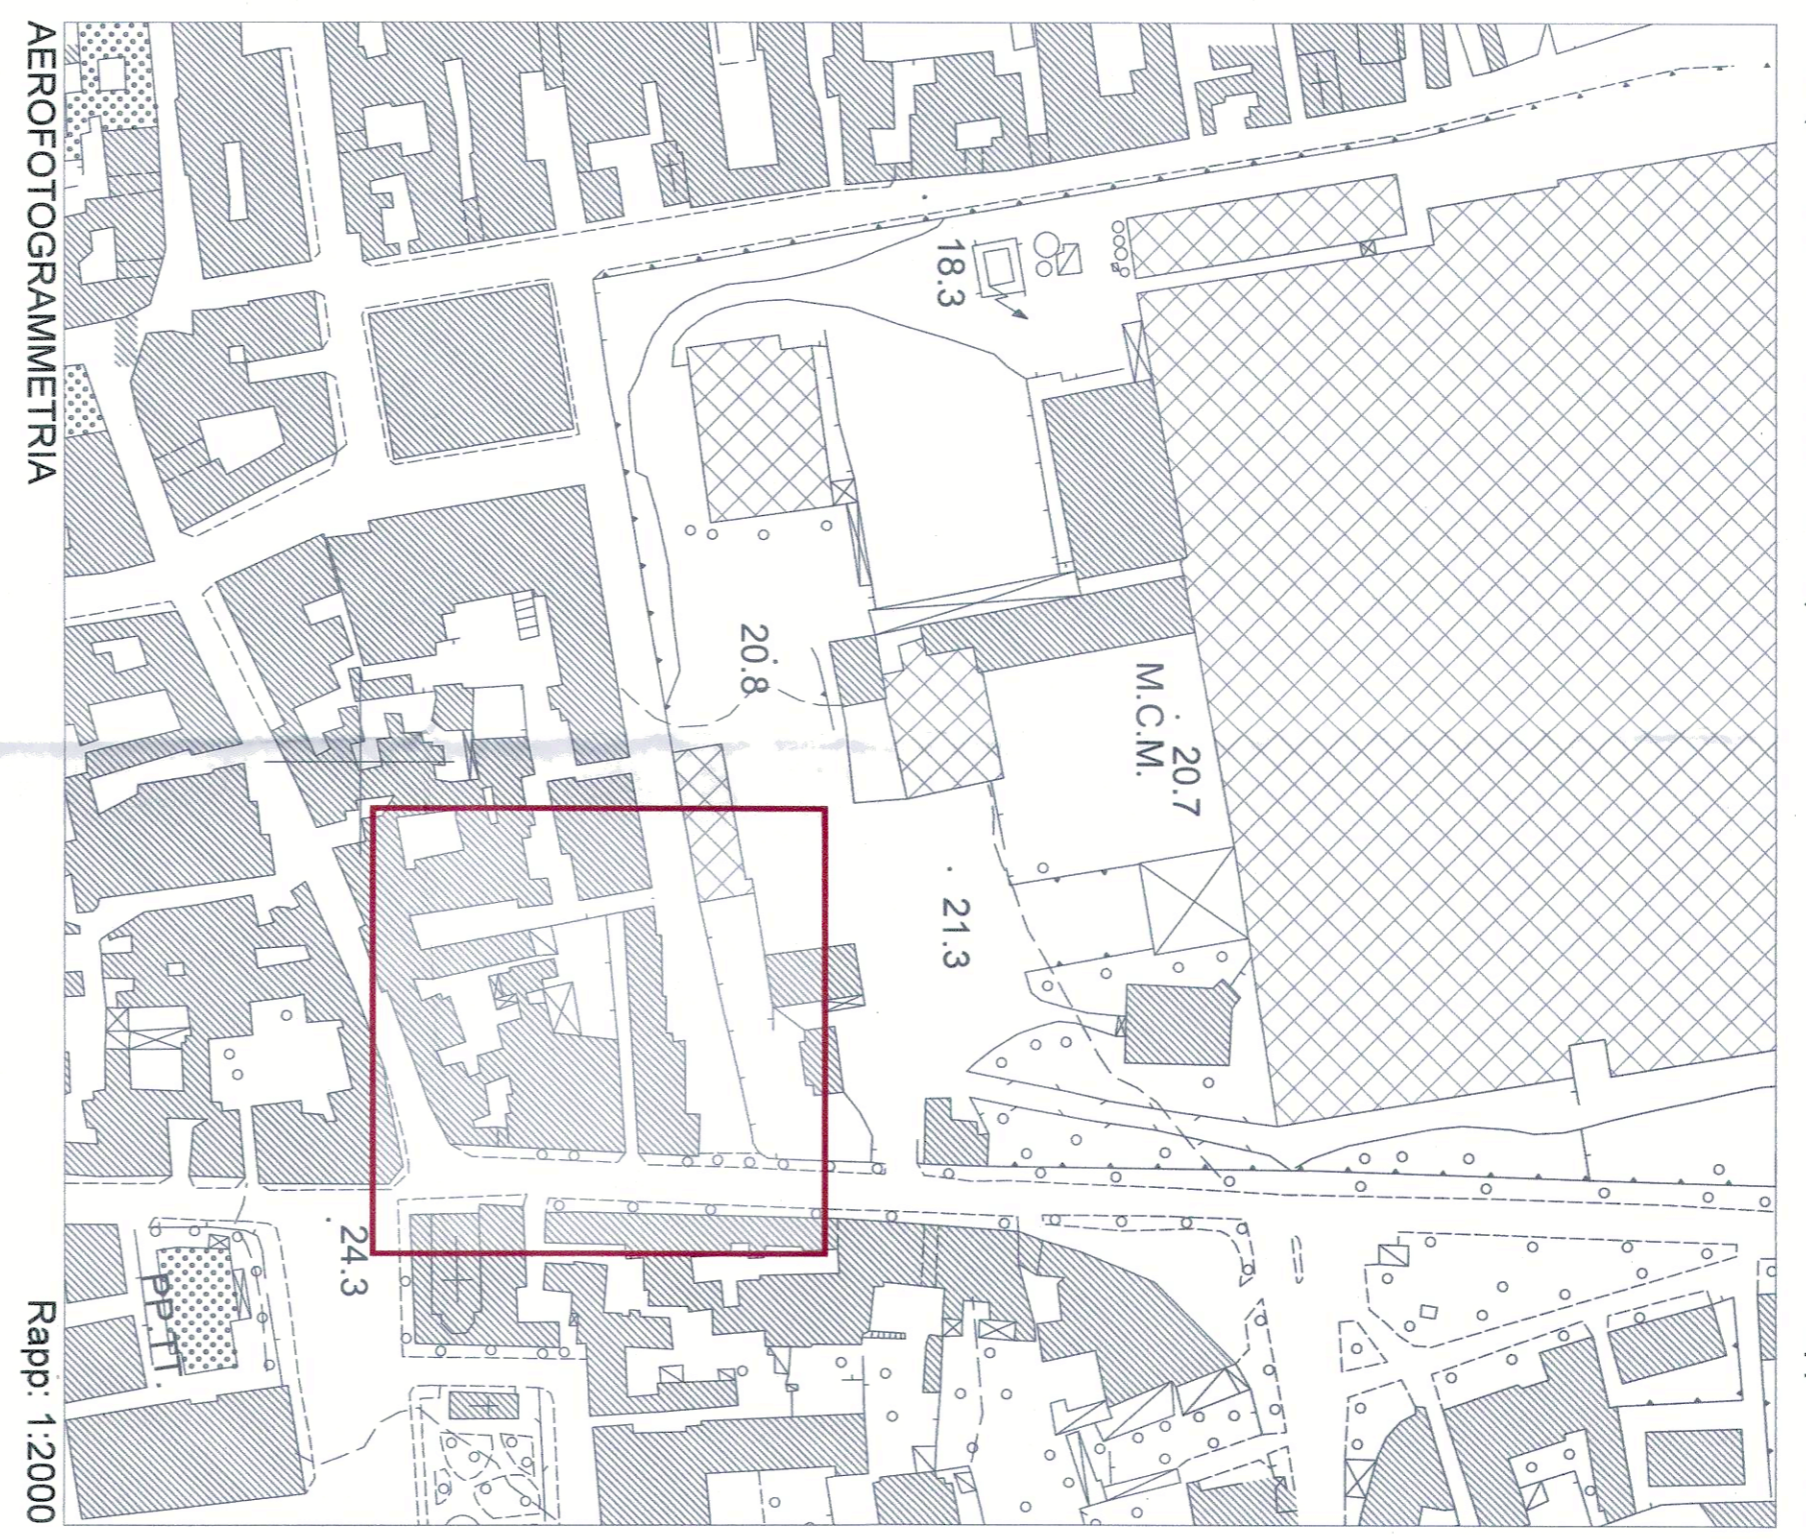 AEROFOTOGRAMMETRIA
Rapp: 1:2000
18.3
20.8
M.C.M.
20.7
21.3
24.3
PP.TT.